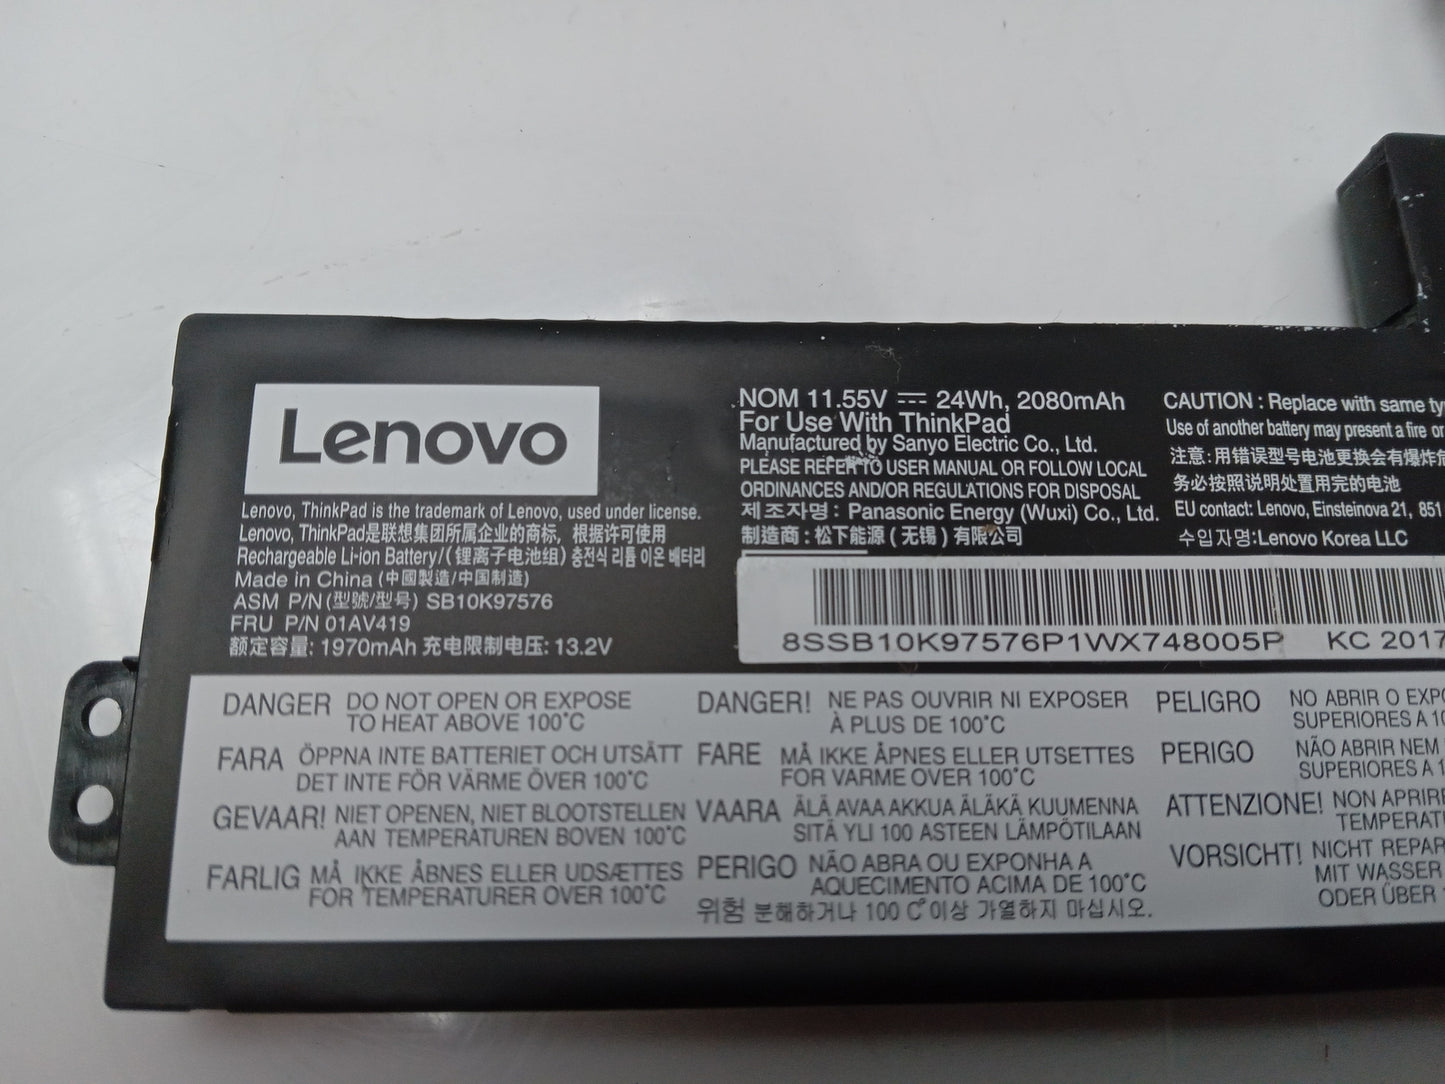 Lenovo
Lenovo, ThinkPad is the trademark of Lenovo, used under license.
Lenovo, ThinkPad是联想集团所属企业的商标，根据许可使用
Rechargeable Li-ion Battery/(锂离子电池组) 충전식 리튬 이온 배터리
Made in China (中國製造/中国制造)
ASM P/N (型號/型号) SB10K97576
FRU P/N 01AV419
额定容量: 1970mAh 充电限制电压: 13.2V
NOM 11.55V ⎓ 24Wh, 2080mAh
For Use With ThinkPad
Manufactured by Sanyo Electric Co., Ltd.
PLEASE REFER TO USER MANUAL OR FOLLOW LOCAL
ORDINANCES AND/OR REGULATIONS FOR DISPOSAL
제조자명 : Panasonic Energy (Wuxi) Co., Ltd.
制造商 : 松下能源 ( 无锡 ) 有限公司
CAUTION : Replace with same ty
Use of another battery may present a fire or
注意: 用错误型号电池更换会有爆炸危
务必按照说明处置用完的电池
EU contact: Lenovo, Einsteinova 21, 851
수입자명:Lenovo Korea LLC
8SSB10K97576P1WX748005P KC 2017
DANGER DO NOT OPEN OR EXPOSE
TO HEAT ABOVE 100°C
FARA ÖPPNA INTE BATTERIET OCH UTSÄTT
DET INTE FÖR VÄRME ÖVER 100°C
GEVAAR! NIET OPENEN, NIET BLOOTSTELLEN
AAN TEMPERATUREN BOVEN 100°C
FARLIG MÅ IKKE ÅBNES ELLER UDSÆTTES
FOR TEMPERATURER OVER 100°C
DANGER! NE PAS OUVRIR NI EXPOSER
À PLUS DE 100°C
FARE MÅ IKKE ÅPNES ELLER UTSETTES
FOR VARME OVER 100°C
VAARA ÄLÄ AVAA AKKUA ÄLÄKÄ KUUMENNA
SITÄ YLI 100 ASTEEN LÄMPÖTILAAN
PERIGO NÃO ABRA OU EXPONHA A
AQUECIMENTO ACIMA DE 100°C
위험 분해하거나 100 C°이상 가열하지 마십시오.
PELIGRO NO ABRIR O EXPO
SUPERIORES A 10
PERIGO NÃO ABRIR NEM
SUPERIORES A 1
ATTENZIONE! NON APRIRE
TEMPERATU
VORSICHT! NICHT REPAR
MIT WASSER
ODER ÜBER 1